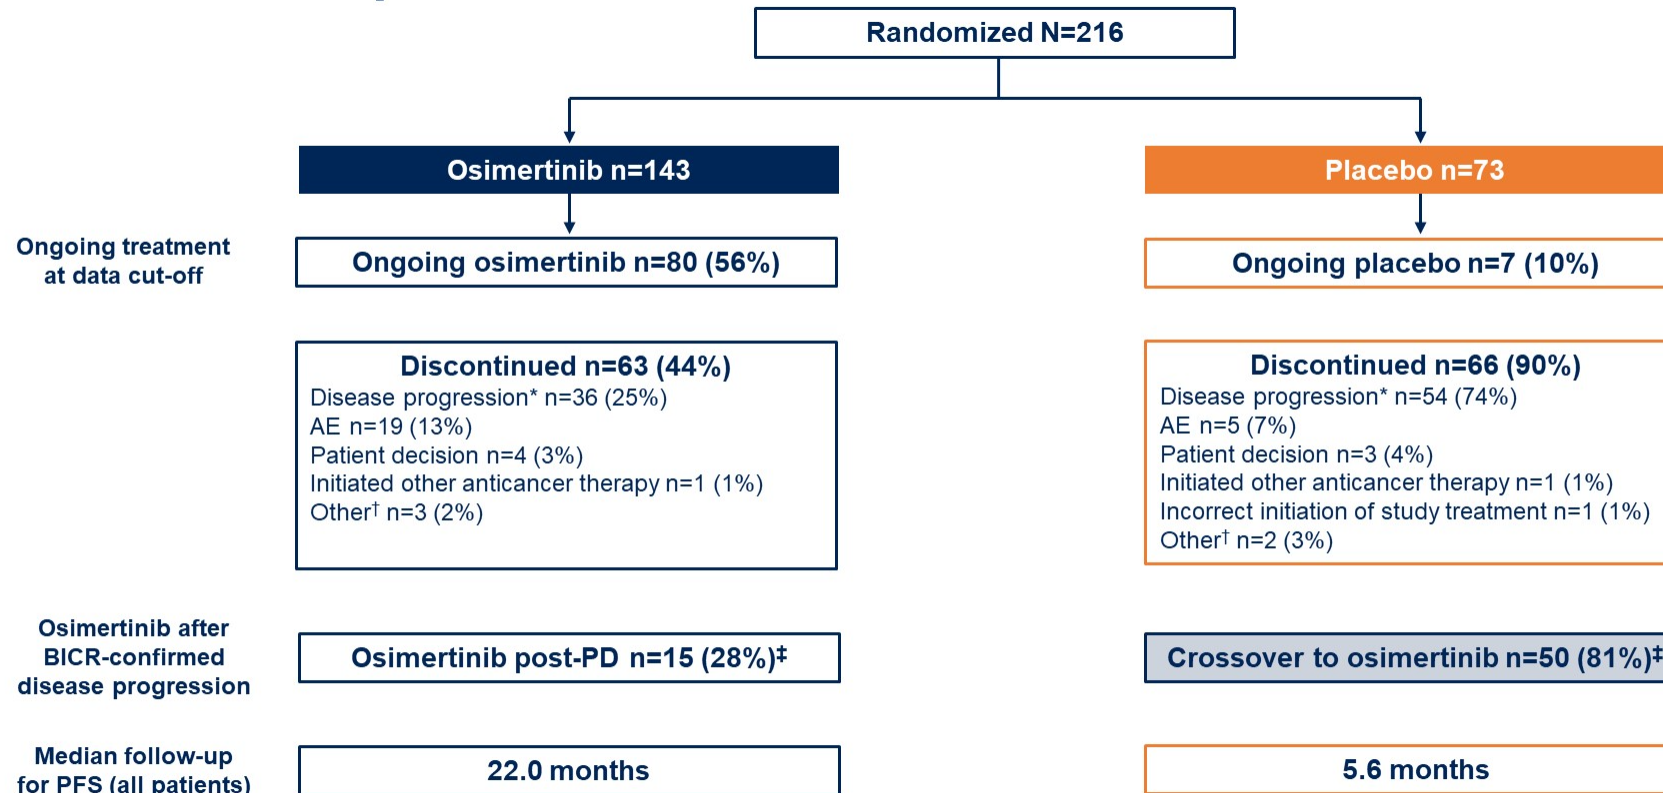 Randomized N=216
Osimertinib n=143
Placebo n=73
Ongoing treatment
at data cut-off
Ongoing osimertinib n=80 (56%)
Ongoing placebo n=7 (10%)
Discontinued n=63 (44%)
Disease progression* n=36 (25%)
AE n=19 (13%)
Patient decision n=4 (3%)
Initiated other anticancer therapy n=1 (1%)
Other† n=3 (2%)
Discontinued n=66 (90%)
Disease progression* n=54 (74%)
AE n=5 (7%)
Patient decision n=3 (4%)
Initiated other anticancer therapy n=1 (1%)
Incorrect initiation of study treatment n=1 (1%)
Other† n=2 (3%)
Osimertinib after
BICR-confirmed
disease progression
Osimertinib post-PD n=15 (28%)‡
Crossover to osimertinib n=50 (81%)‡
Median follow-up
for PFS (all patients)
22.0 months
5.6 months